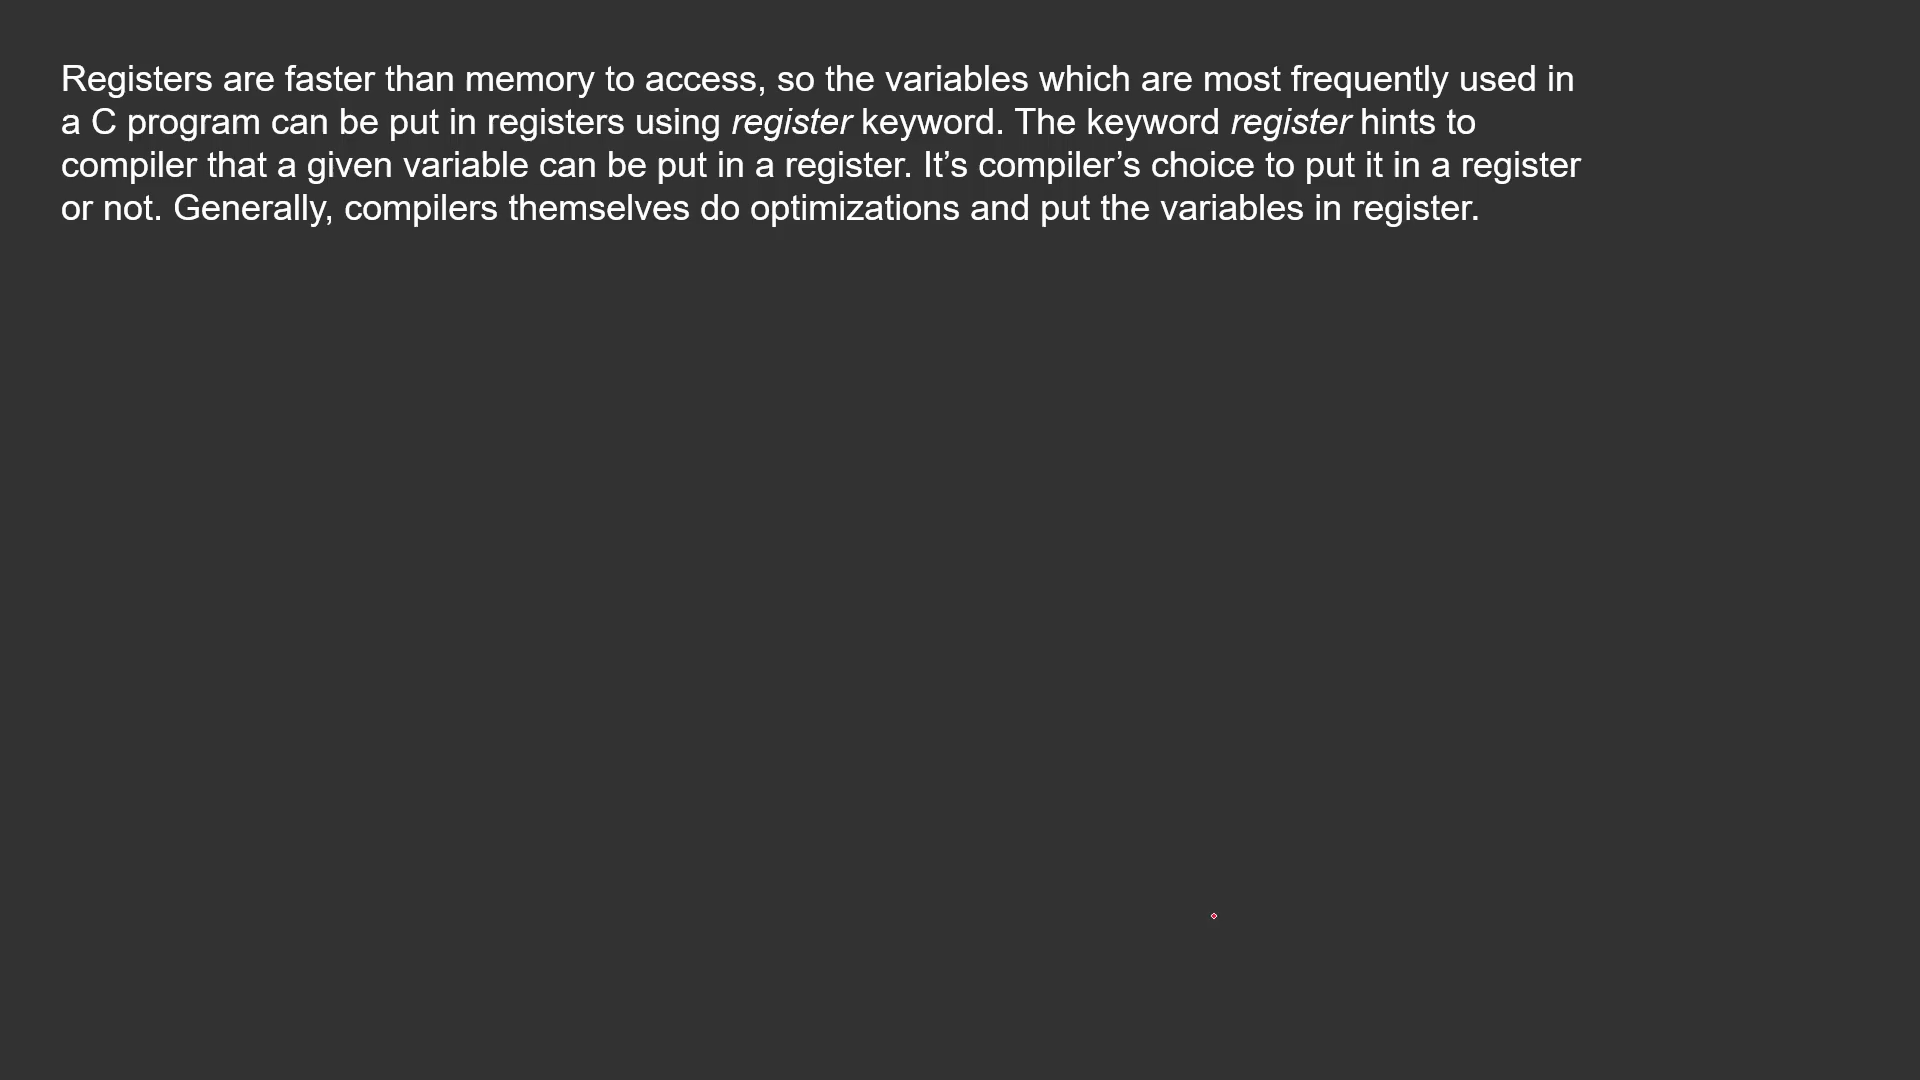 Registers are faster than memory to access, so the variables which are most frequently used in
a C program can be put in registers using register keyword. The keyword register hints to
compiler that a given variable can be put in a register. It’s compiler’s choice to put it in a register
or not. Generally, compilers themselves do optimizations and put the variables in register.